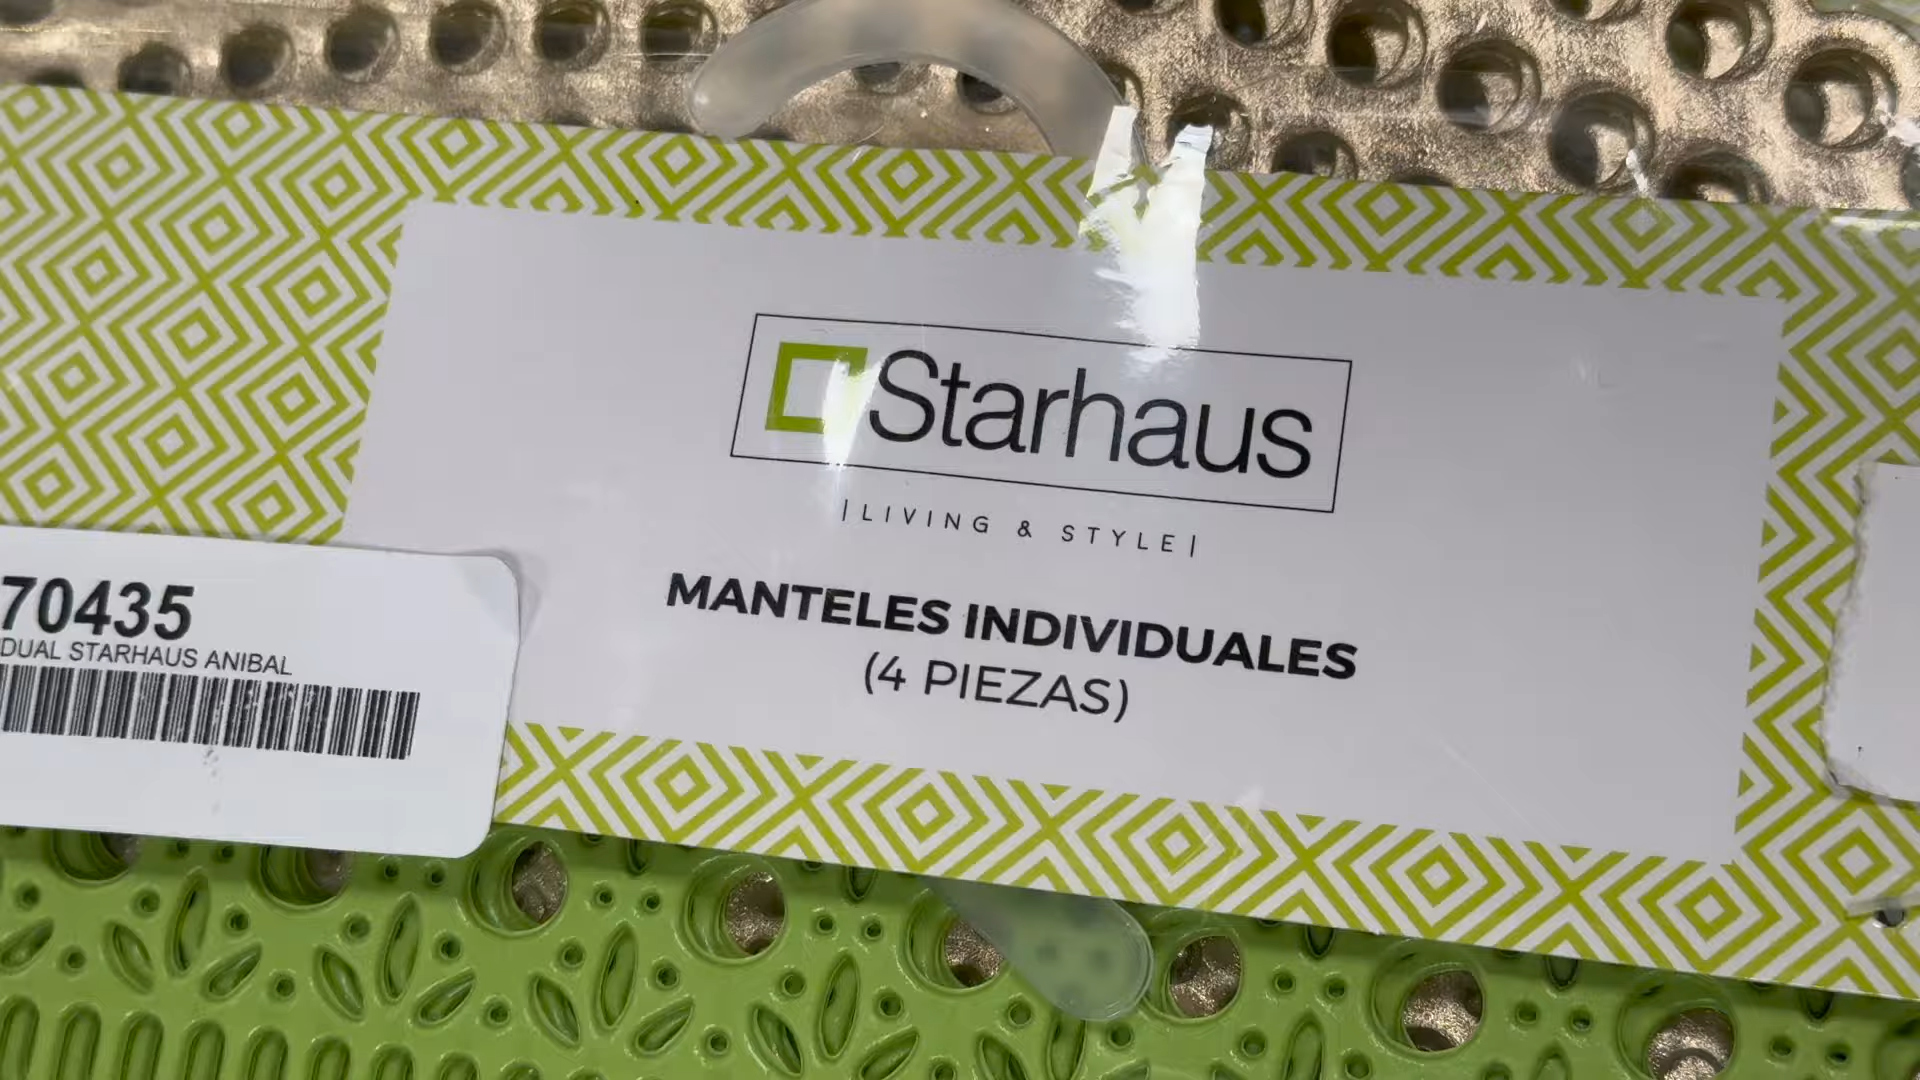 Starhaus
|LIVING & STYLE|
MANTELES INDIVIDUALES
(4 PIEZAS)
70435
DUAL STARHAUS ANIBAL